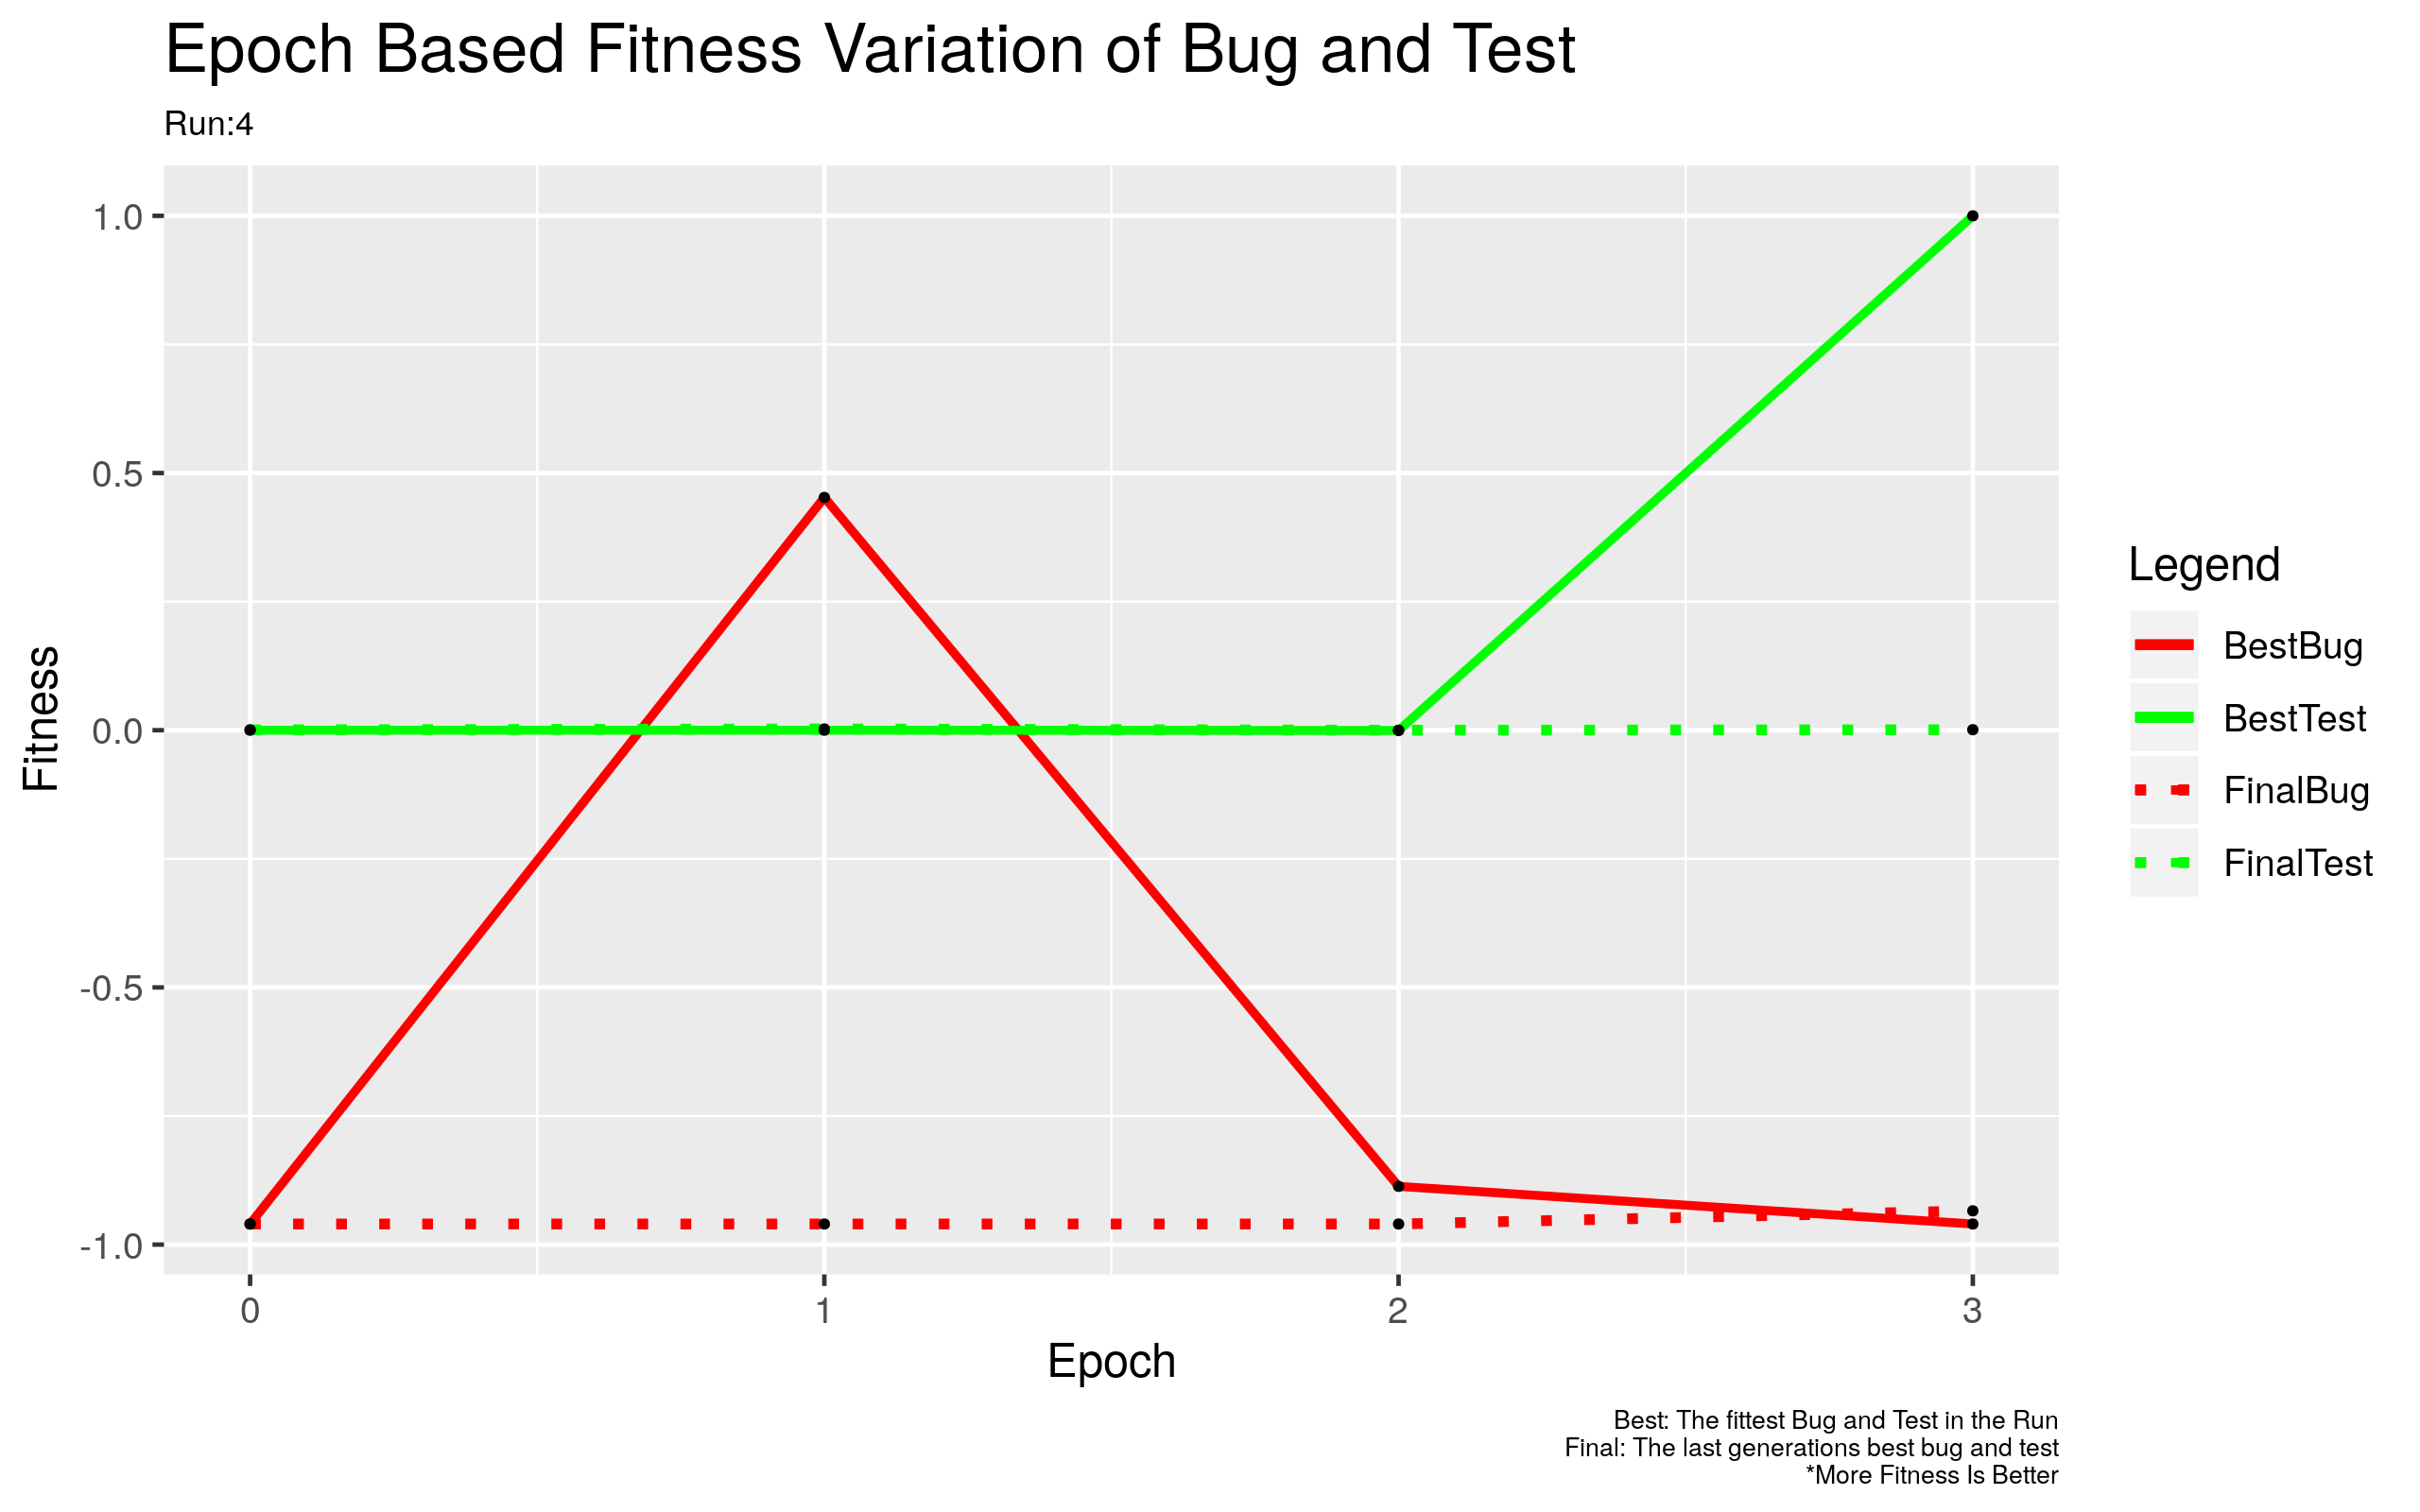 Epoch Based Fitness Variation of Bug and Test
Run:4
1.0
0.5
0.0
-0.5
-1.0
Fitness
0
1
2
3
Epoch
Legend
BestBug
BestTest
FinalBug
FinalTest
Best: The fittest Bug and Test in the Run
Final: The last generations best bug and test
*More Fitness Is Better